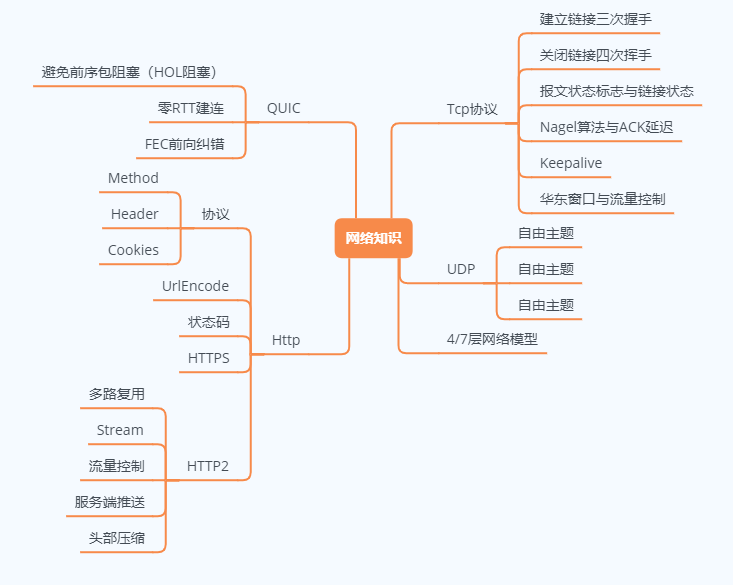 网络知识
Tcp协议
建立链接三次握手
关闭链接四次挥手
报文状态标志与链接状态
Nagel算法与ACK延迟
Keepalive
华东窗口与流量控制
UDP
自由主题
自由主题
自由主题
4/7层网络模型
QUIC
避免前序包阻塞（HOL阻塞）
零RTT建连
FEC前向纠错
Http
协议
Method
Header
Cookies
UrlEncode
状态码
HTTPS
HTTP2
多路复用
Stream
流量控制
服务端推送
头部压缩